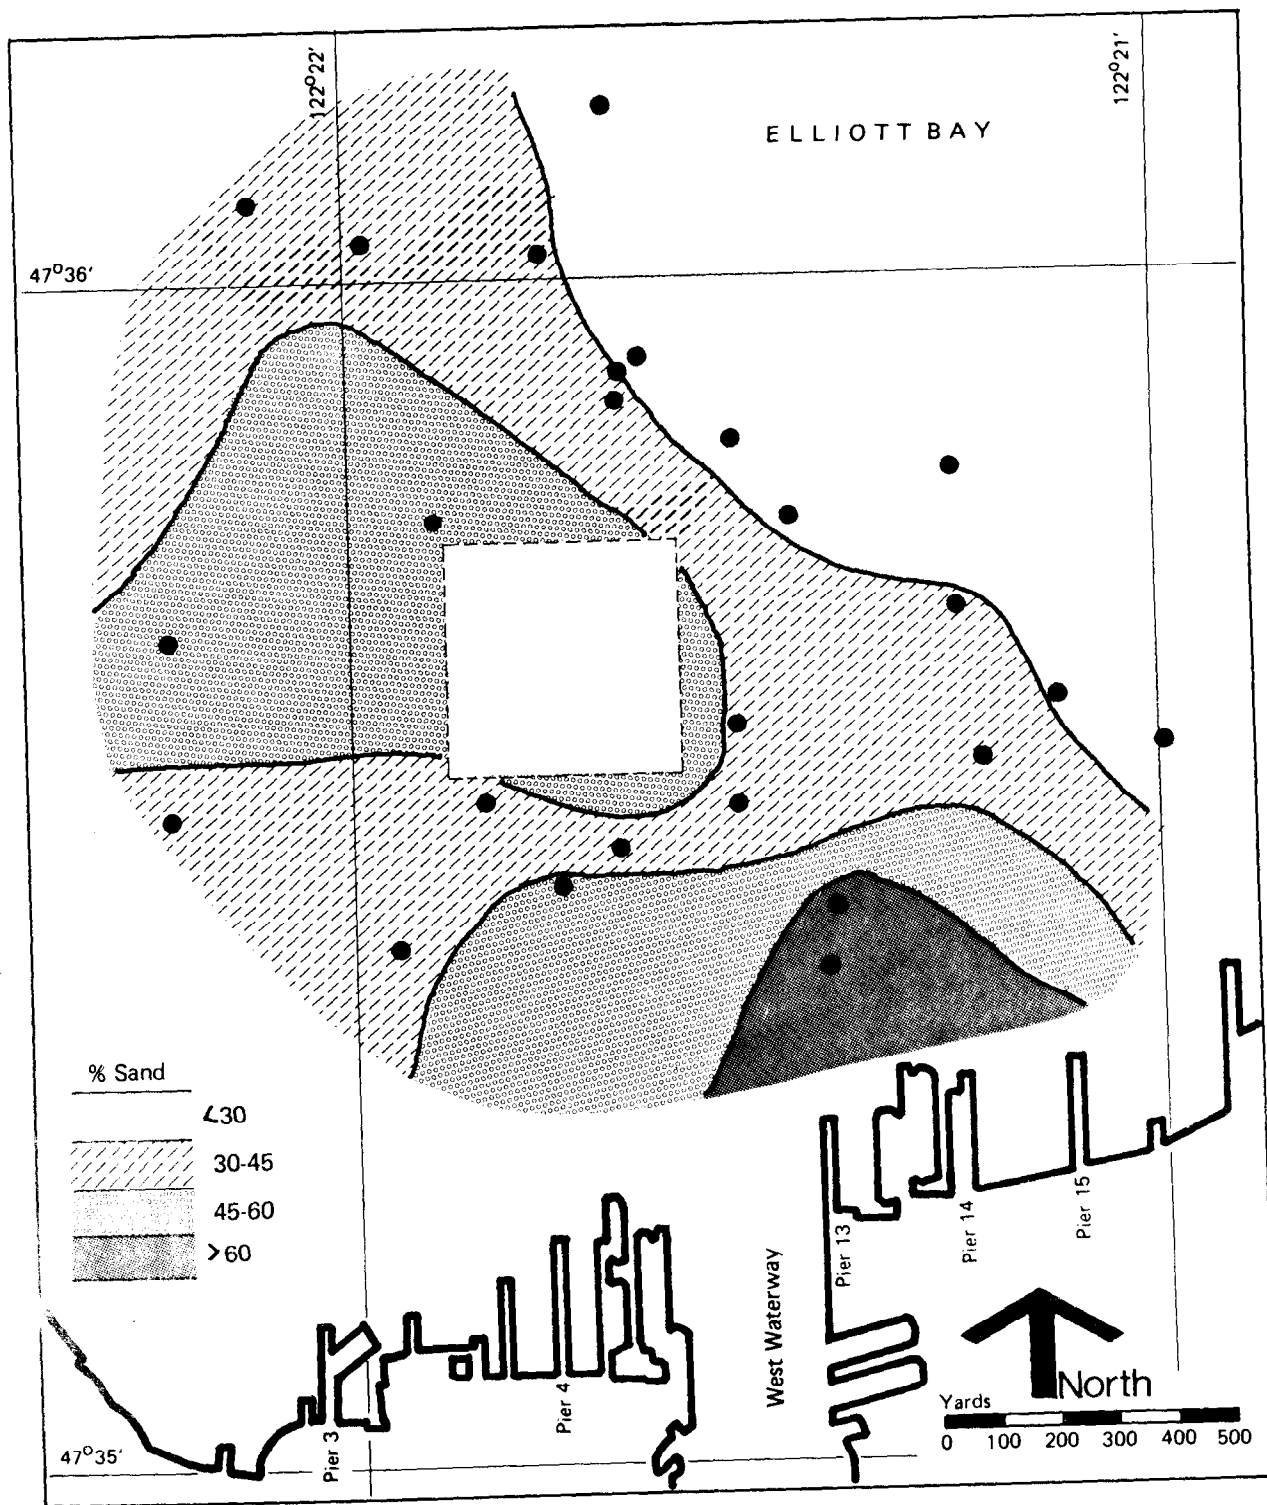 122°22'
122°21'
ELLIOTT BAY
47°36'
% Sand
<30
30-45
45-60
>60
Pier 13
Pier 14
Pier 15
West Waterway
Pier 4
Pier 3
North
Yards
0 100 200 300 400 500
47°35'